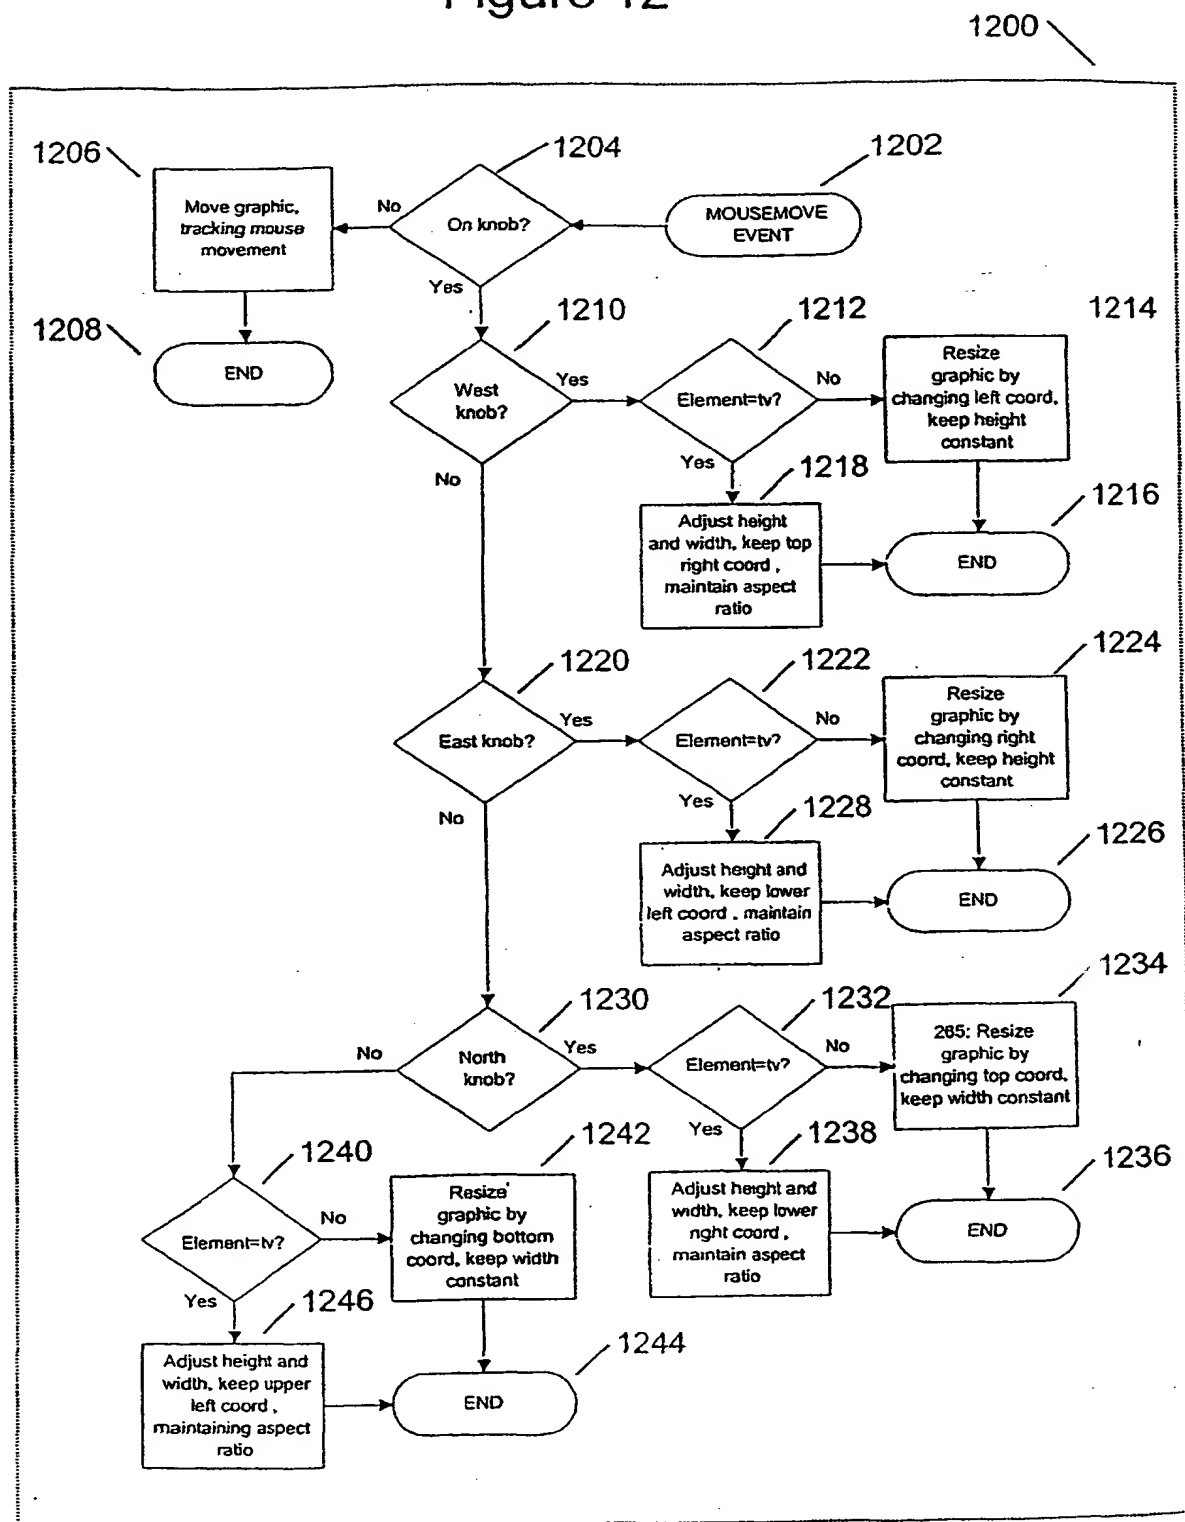 Figure 12
1200
1206
1204
1202
Move graphic,
tracking mouse
movement
No
On knob?
MOUSEMOVE
EVENT
Yes
1208
END
1210
1212
1214
West
knob?
Yes
Element=tv?
No
Resize
graphic by
changing left coord,
keep height
constant
No
Yes
1218
1216
Adjust height
and width, keep top
right coord ,
maintain aspect
ratio
END
1220
1222
1224
East knob?
Yes
Element=tv?
No
Resize
graphic by
changing right
coord, keep height
constant
No
Yes
1228
1226
Adjust height and
width, keep lower
left coord , maintain
aspect ratio
END
1230
1232
1234
No
North
knob?
Yes
Element=tv?
No
265: Resize
graphic by
changing top coord,
keep width constant
Yes
1238
1236
Adjust height and
width, keep lower
right coord ,
maintain aspect
ratio
END
1240
1242
Element=tv?
No
Resize
graphic by
changing bottom
coord, keep width
constant
Yes
1246
1244
Adjust height and
width, keep upper
left coord ,
maintaining aspect
ratio
END